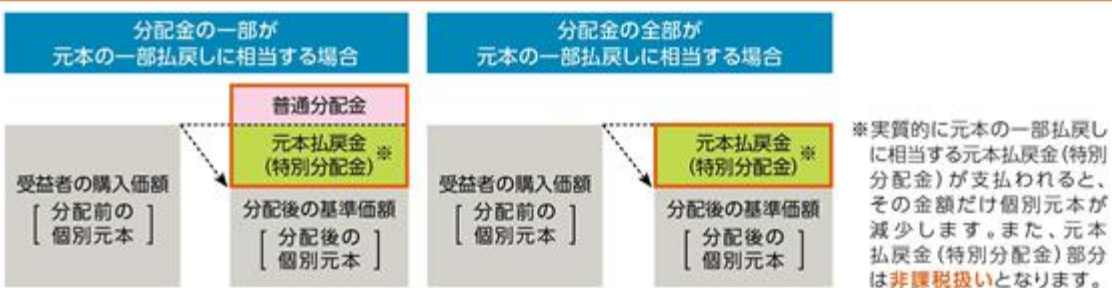 分配金の一部が
元本の一部払戻しに相当する場合
普通分配金
元本払戻金
(特別分配金) ※
受益者の購入価額
[ 分配前の
個別元本 ]
分配後の基準価額
[ 分配後の
個別元本 ]
分配金の全部が
元本の一部払戻しに相当する場合
元本払戻金
(特別分配金) ※
受益者の購入価額
[ 分配前の
個別元本 ]
分配後の基準価額
[ 分配後の
個別元本 ]
※実質的に元本の一部払戻し
に相当する元本払戻金(特別
分配金)が支払われると、
その金額だけ個別元本が
減少します。また、元本
払戻金(特別分配金)部分
は非課税扱いとなります。